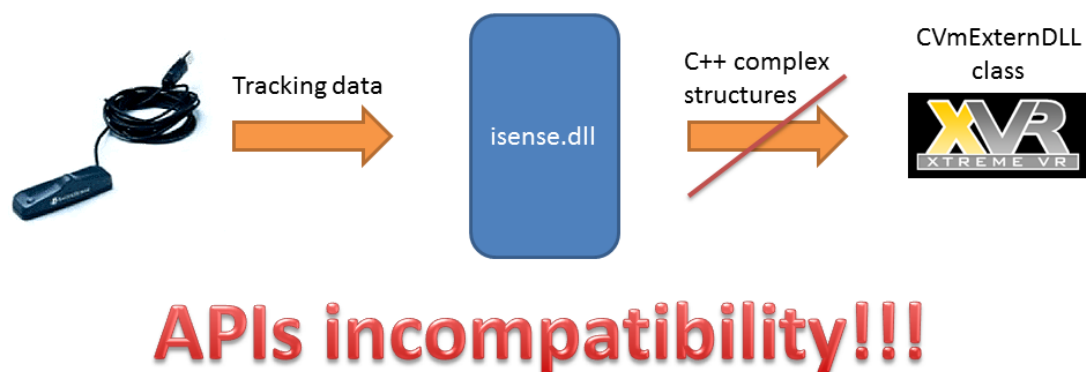 Tracking data
isense.dll
C++ complex
structures
CVmExternDLL
class
XVR
XTREME VR
APIs incompatibility!!!